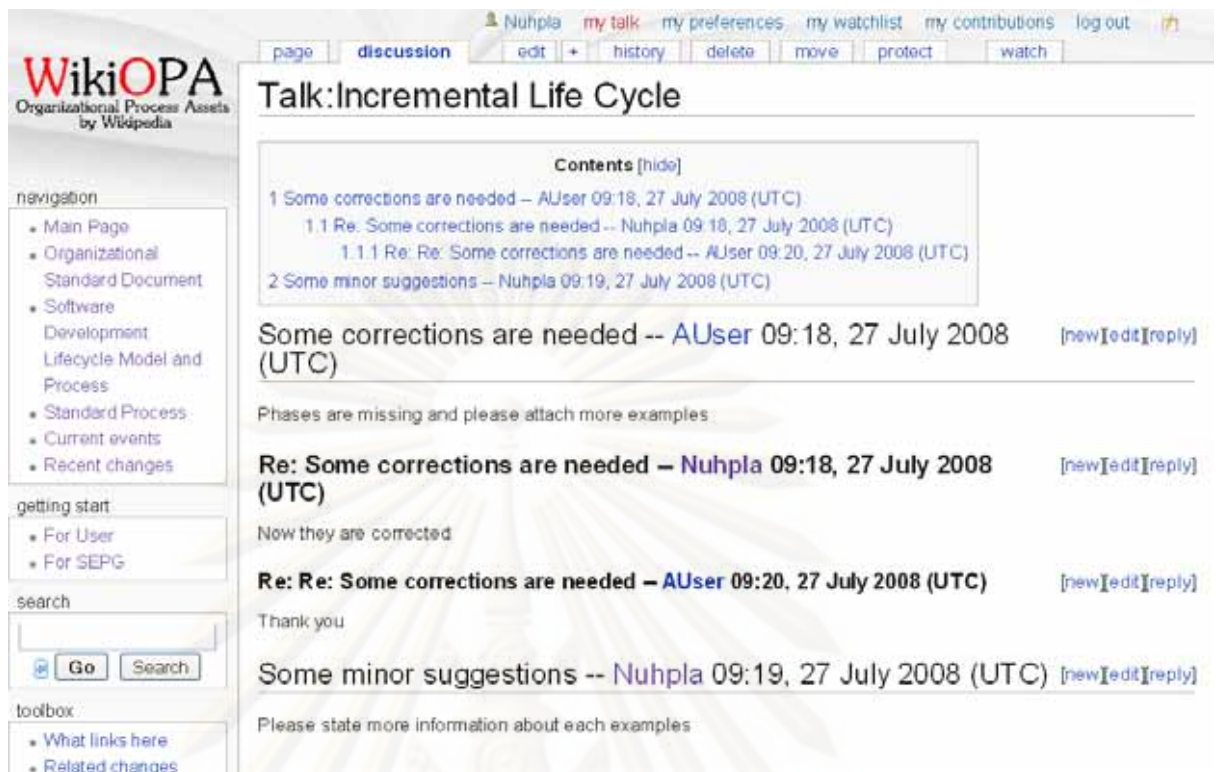 Nuhpla my talk my preferences my watchlist my contributions log out
page discussion edit + history delete move protect watch
WikiOPA
Organizational Process Assets
by Wikipedia
Talk:Incremental Life Cycle
Contents [hide]
1 Some corrections are needed -- AUser 09:18, 27 July 2008 (UTC)
1.1 Re: Some corrections are needed -- Nuhpla 09:18, 27 July 2008 (UTC)
1.1.1 Re: Re: Some corrections are needed -- AUser 09:20, 27 July 2008 (UTC)
2 Some minor suggestions -- Nuhpla 09:19, 27 July 2008 (UTC)
navigation
Main Page
Organizational
Standard Document
Software
Development
Lifecycle Model and
Process
Standard Process
Current events
Recent changes
getting start
For User
For SEPG
search
Go Search
toolbox
What links here
Related changes
Some corrections are needed -- AUser 09:18, 27 July 2008 [new][edit][reply]
(UTC)
Phases are missing and please attach more examples
Re: Some corrections are needed -- Nuhpla 09:18, 27 July 2008 [new][edit][reply]
(UTC)
Now they are corrected
Re: Re: Some corrections are needed -- AUser 09:20, 27 July 2008 (UTC) [new][edit][reply]
Thank you
Some minor suggestions -- Nuhpla 09:19, 27 July 2008 (UTC) [new][edit][reply]
Please state more information about each examples